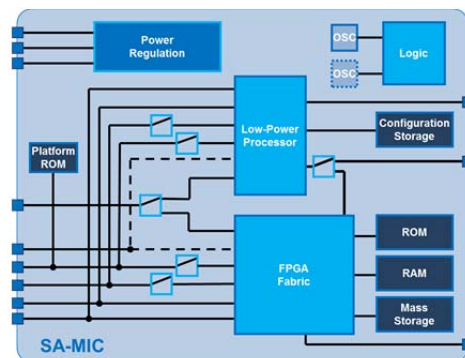 Power
Regulation
OSC
Logic
OSC
Low-Power
Processor
Configuration
Storage
Platform
ROM
FPGA
Fabric
ROM
RAM
Mass
Storage
SA-MIC